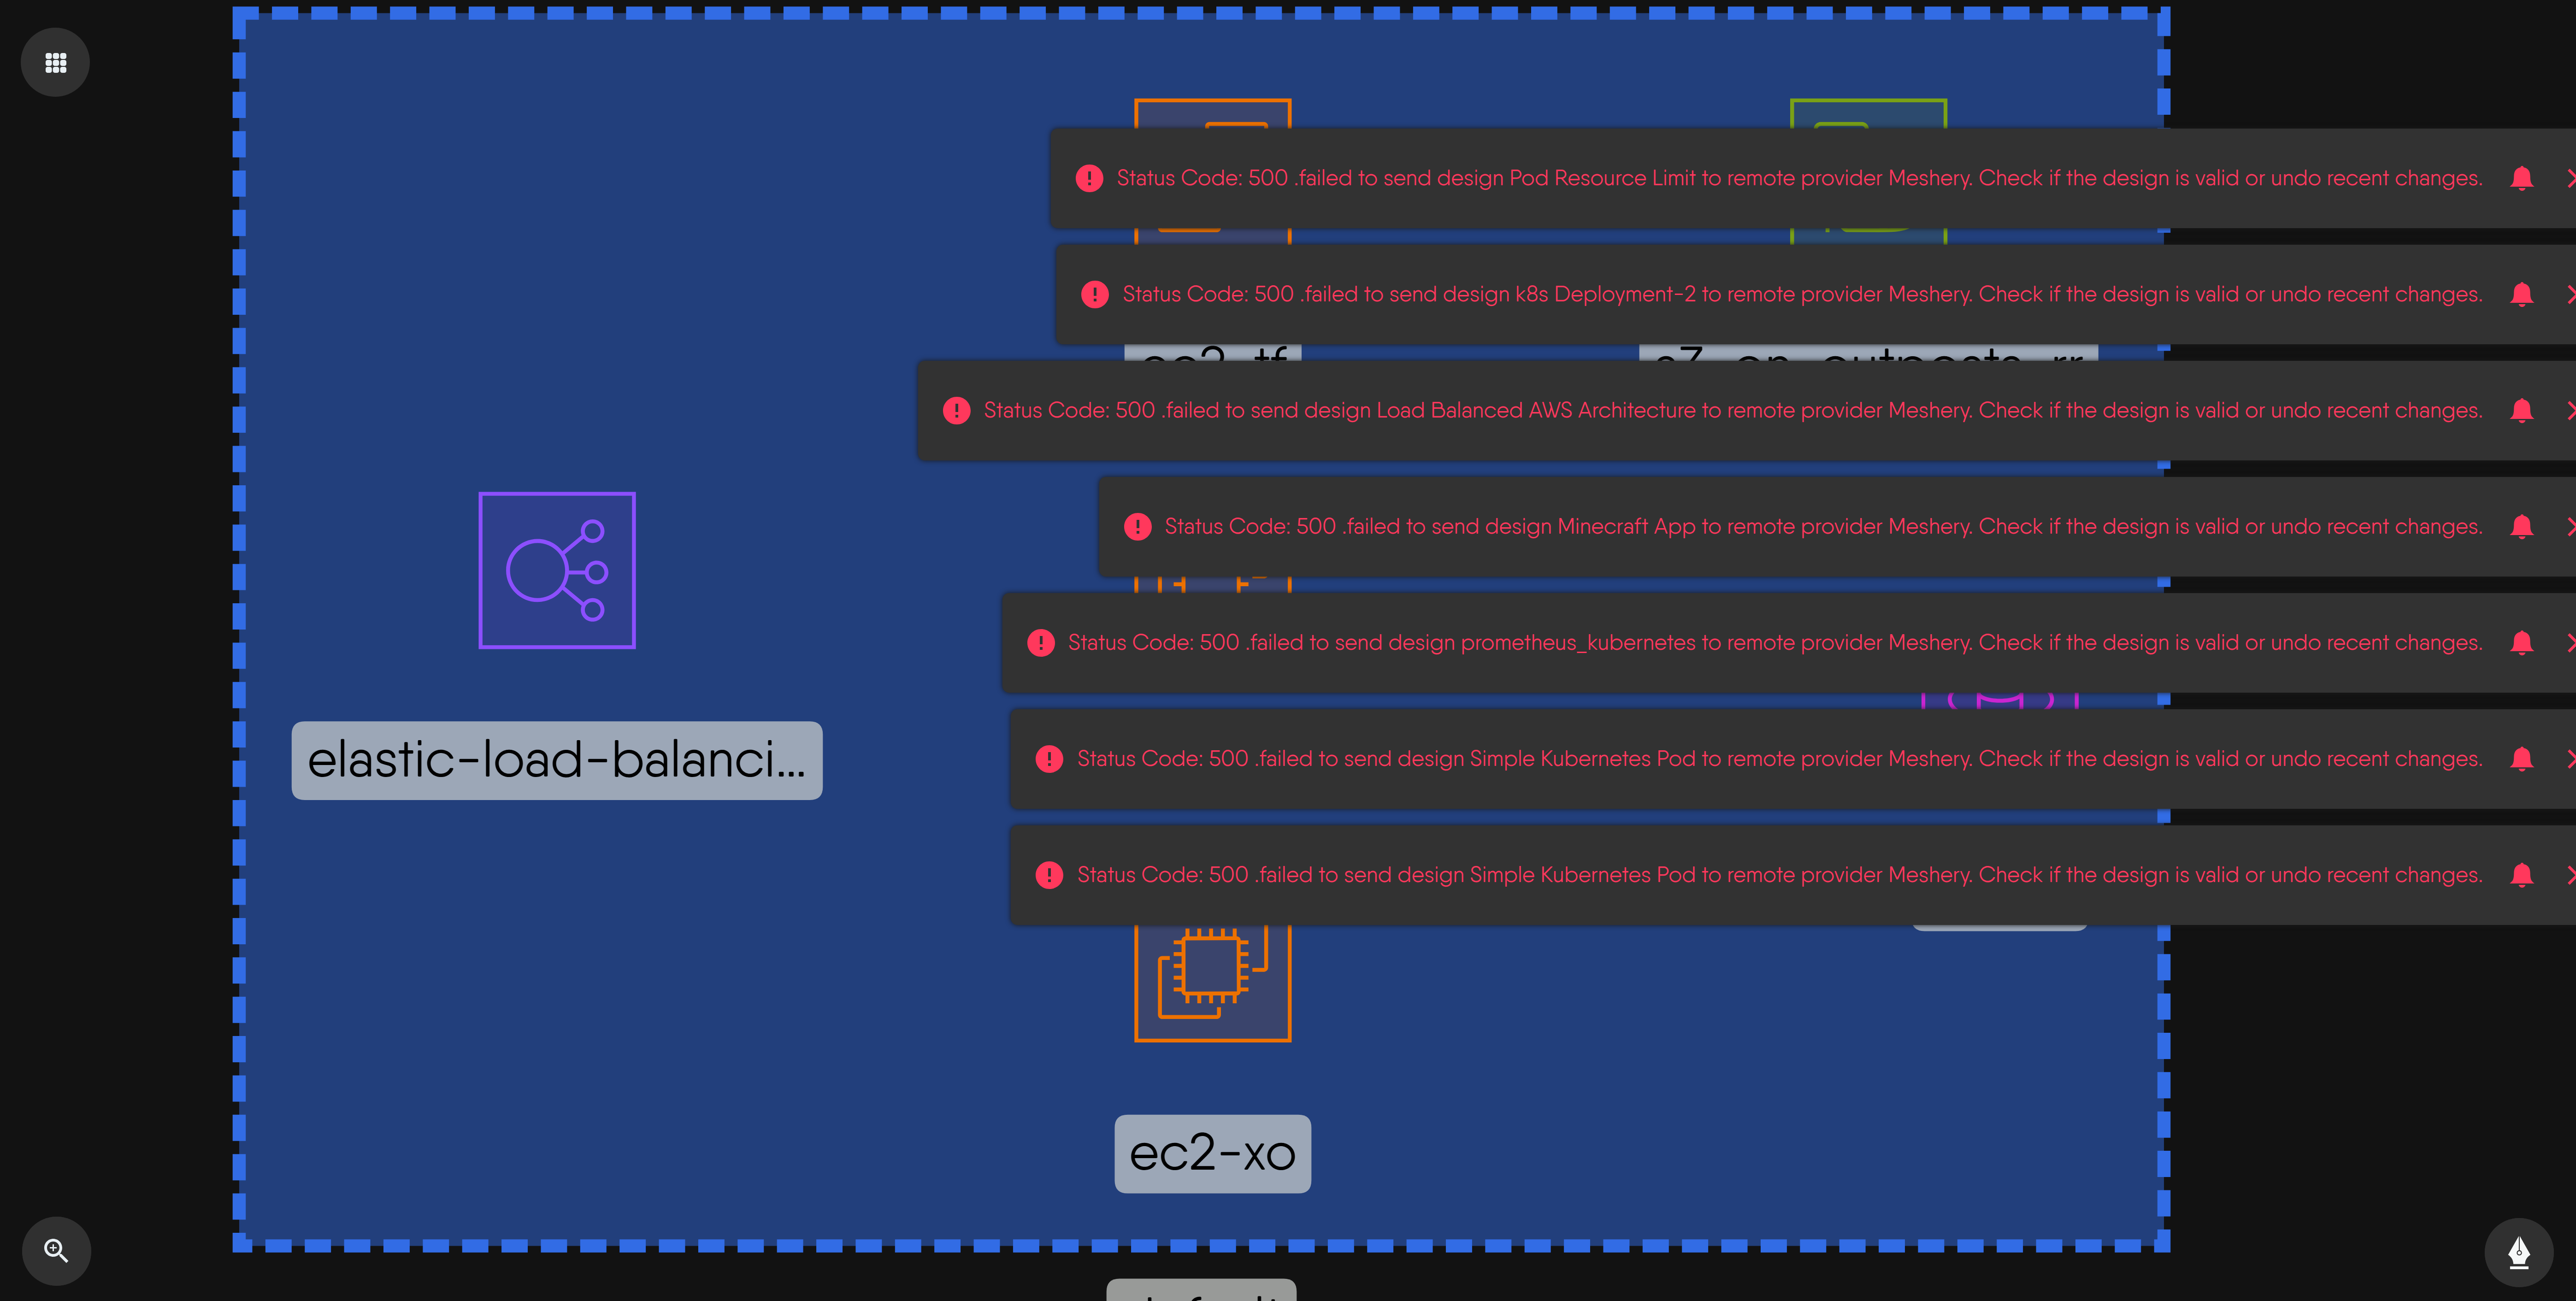 Status Code: 500 .failed to send design Pod Resource Limit to remote provider Meshery. Check if the design is valid or undo recent changes.
Status Code: 500 .failed to send design k8s Deployment-2 to remote provider Meshery. Check if the design is valid or undo recent changes.
Status Code: 500 .failed to send design Load Balanced AWS Architecture to remote provider Meshery. Check if the design is valid or undo recent changes.
Status Code: 500 .failed to send design Minecraft App to remote provider Meshery. Check if the design is valid or undo recent changes.
Status Code: 500 .failed to send design prometheus_kubernetes to remote provider Meshery. Check if the design is valid or undo recent changes.
Status Code: 500 .failed to send design Simple Kubernetes Pod to remote provider Meshery. Check if the design is valid or undo recent changes.
elastic-load-balanci...
Status Code: 500 .failed to send design Simple Kubernetes Pod to remote provider Meshery. Check if the design is valid or undo recent changes.
ec2-xo